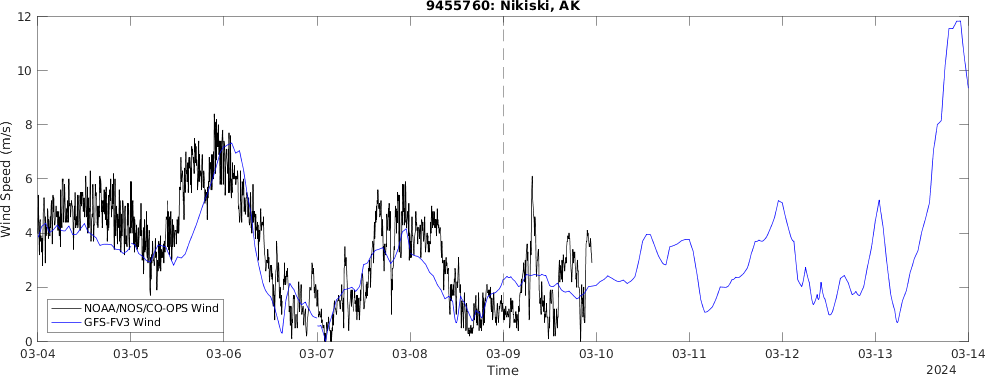 9455760: Nikiski, AK
12
10
8
6
4
2
0
Wind Speed (m/s)
NOAA/NOS/CO-OPS Wind
GFS-FV3 Wind
03-04 03-05 03-06 03-07 03-08 03-09 03-10 03-11 03-12 03-13 03-14
Time
2024